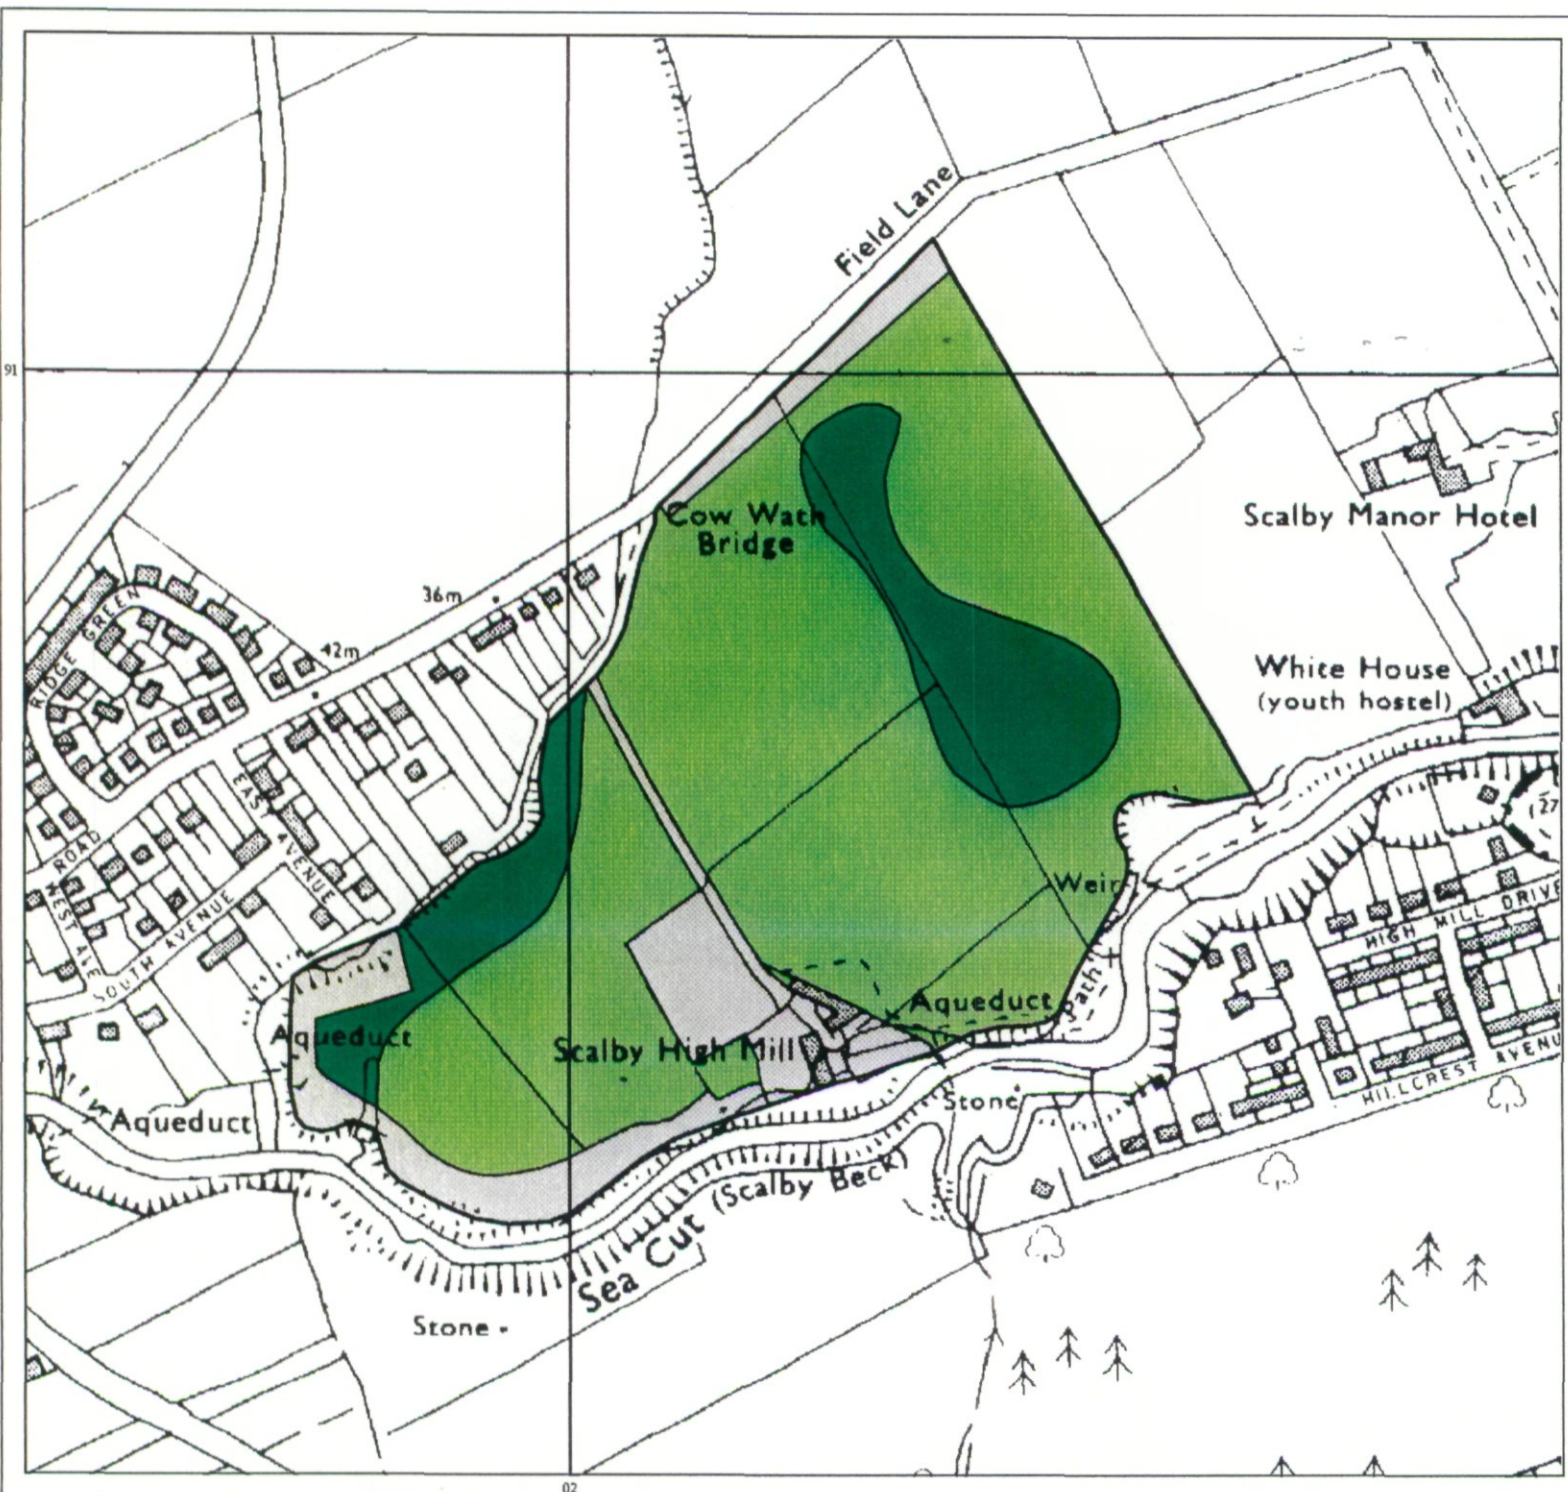 Field Lane
91
Cow Wath
Bridge
Scalby Manor Hotel
36m
42m
RIDGE GREEN
White House
(youth hostel)
EAST AVENUE
ROAD
WEST AVE
SOUTH AVENUE
(27
Weir
HIGH MILL DRIVE
Path
Aqueduct
Aqueduct
Scalby High Mill
HILLCREST AVENU
Stone
Aqueduct
Sea Cut (Scalby Beck)
Stone
02